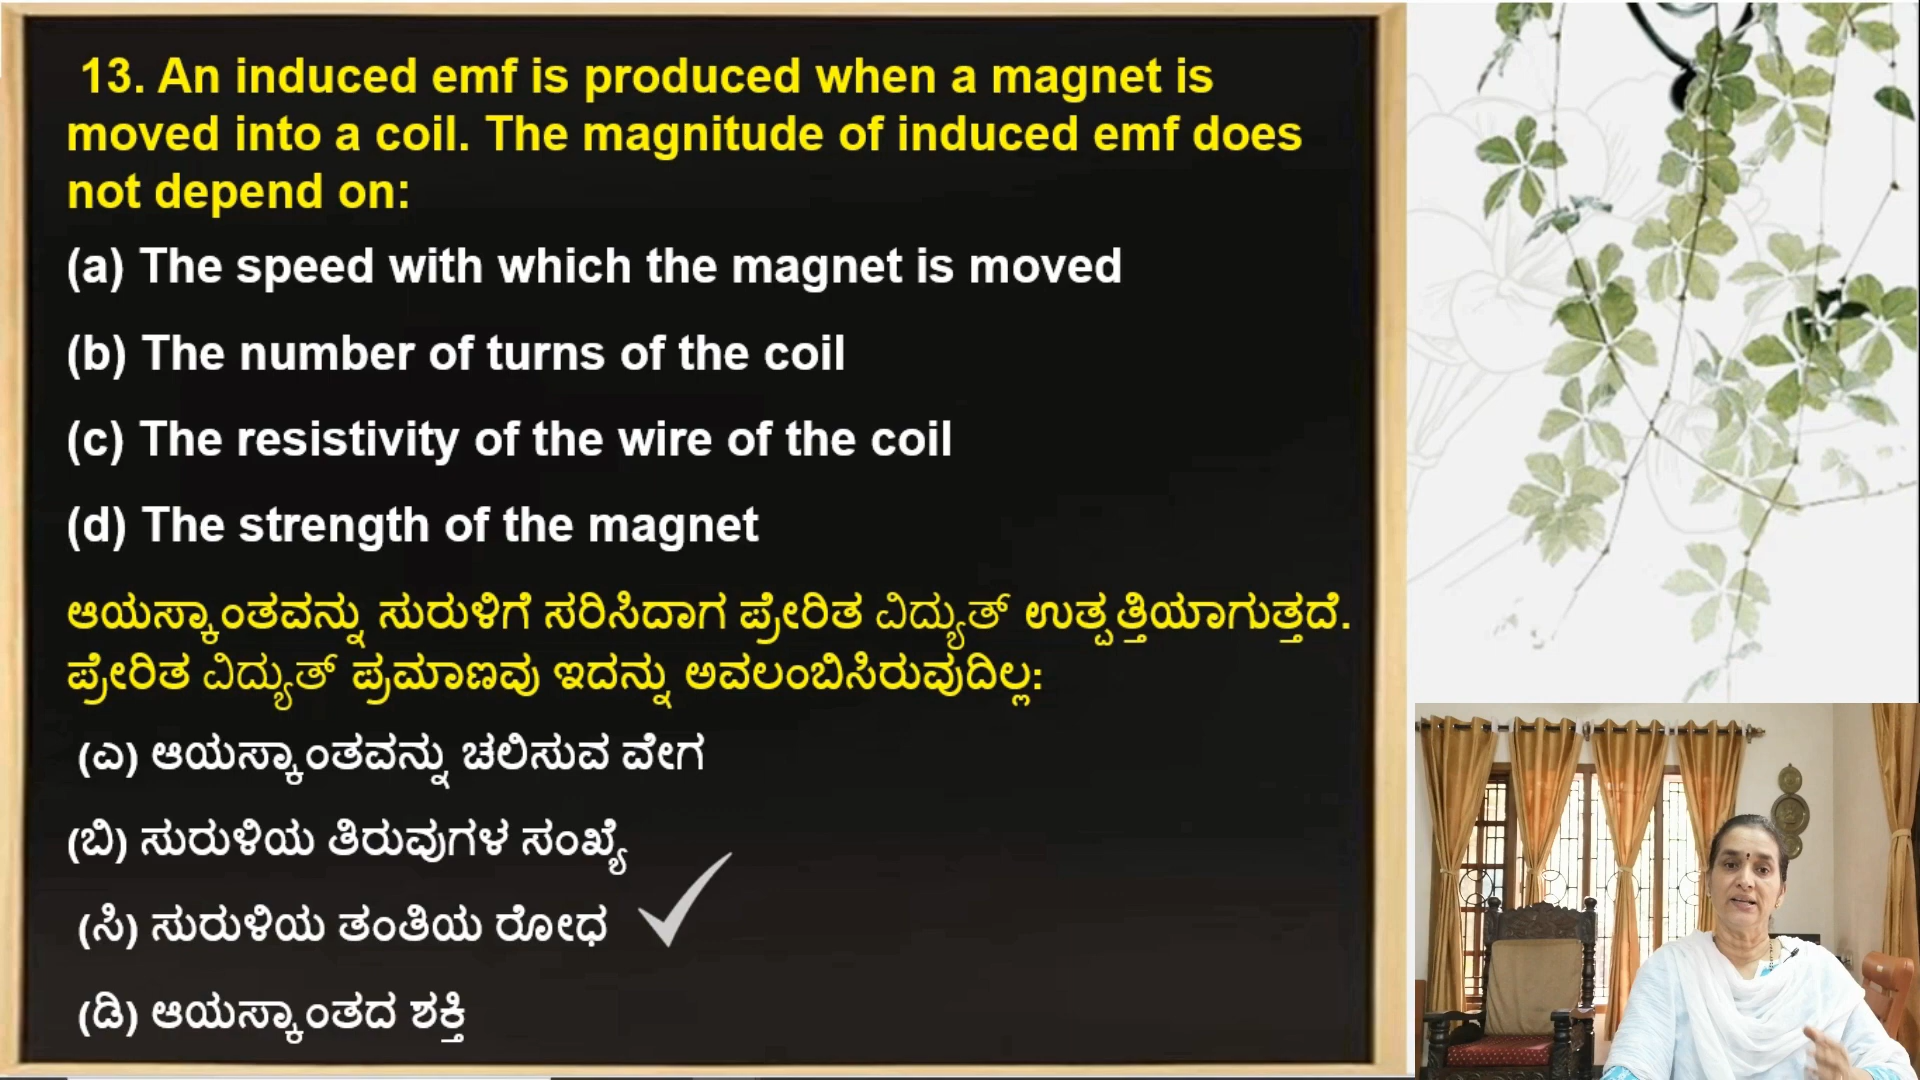 13. An induced emf is produced when a magnet is
moved into a coil. The magnitude of induced emf does
not depend on:
(a) The speed with which the magnet is moved
(b) The number of turns of the coil
(c) The resistivity of the wire of the coil
(d) The strength of the magnet
ಆಯಸ್ಕಾಂತವನ್ನು ಸುರುಳಿಗೆ ಸರಿಸಿದಾಗ ಪ್ರೇರಿತ ವಿದ್ಯುತ್ ಉತ್ಪತ್ತಿಯಾಗುತ್ತದೆ.
ಪ್ರೇರಿತ ವಿದ್ಯುತ್ ಪ್ರಮಾಣವು ಇದನ್ನು ಅವಲಂಬಿಸಿರುವುದಿಲ್ಲ:
(ಎ) ಆಯಸ್ಕಾಂತವನ್ನು ಚಲಿಸುವ ವೇಗ
(ಬಿ) ಸುರುಳಿಯ ತಿರುವುಗಳ ಸಂಖ್ಯೆ
(ಸಿ) ಸುರುಳಿಯ ತಂತಿಯ ರೋಧ
(ಡಿ) ಆಯಸ್ಕಾಂತದ ಶಕ್ತಿ